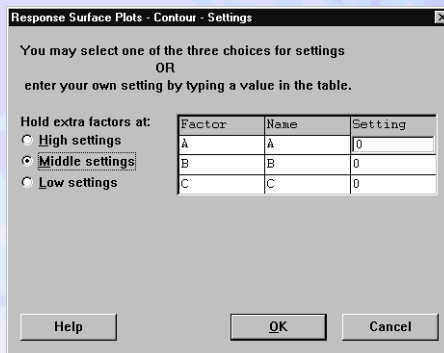 Response Surface Plots - Contour - Settings
You may select one of the three choices for settings
OR
enter your own setting by typing a value in the table.
Hold extra factors at:
High settings
Middle settings
Low settings
Factor Name Setting
A A 0
B B 0
C C 0
Help OK Cancel